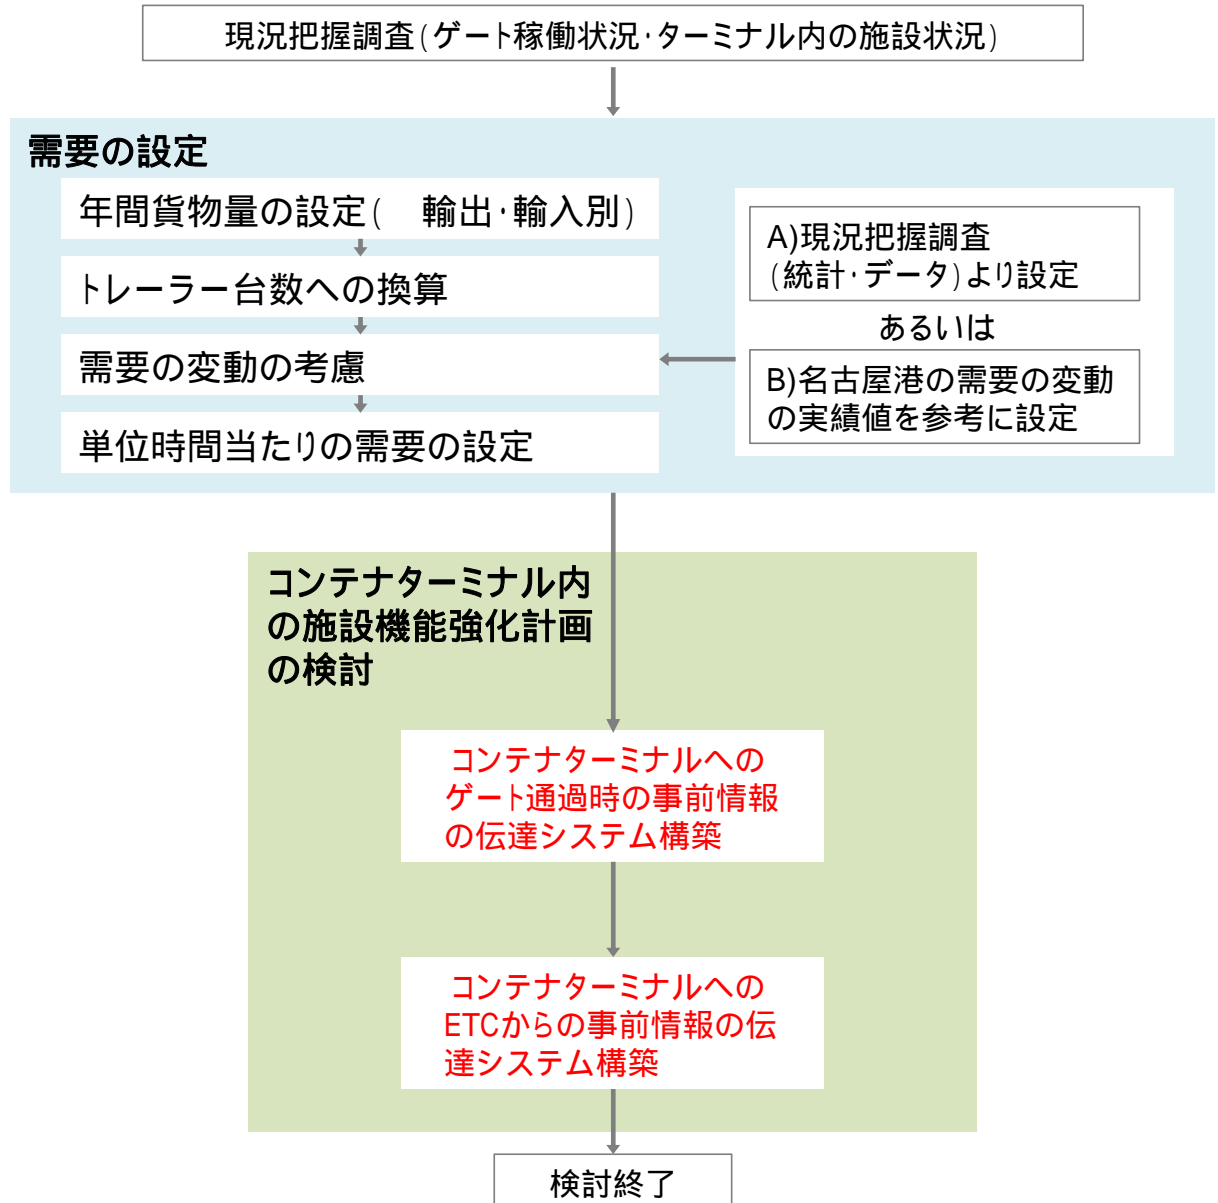 現況把握調査(ゲート稼働状況・ターミナル内の施設状況)
需要の設定
年間貨物量の設定(　輸出・輸入別)
トレーラー台数への換算
需要の変動の考慮
単位時間当たりの需要の設定
A)現況把握調査
(統計・データ)より設定
あるいは
B)名古屋港の需要の変動
の実績値を参考に設定
コンテナターミナル内
の施設機能強化計画
の検討
コンテナターミナルへの
ゲート通過時の事前情報
の伝達システム構築
コンテナターミナルへの
ETCからの事前情報の伝
達システム構築
検討終了